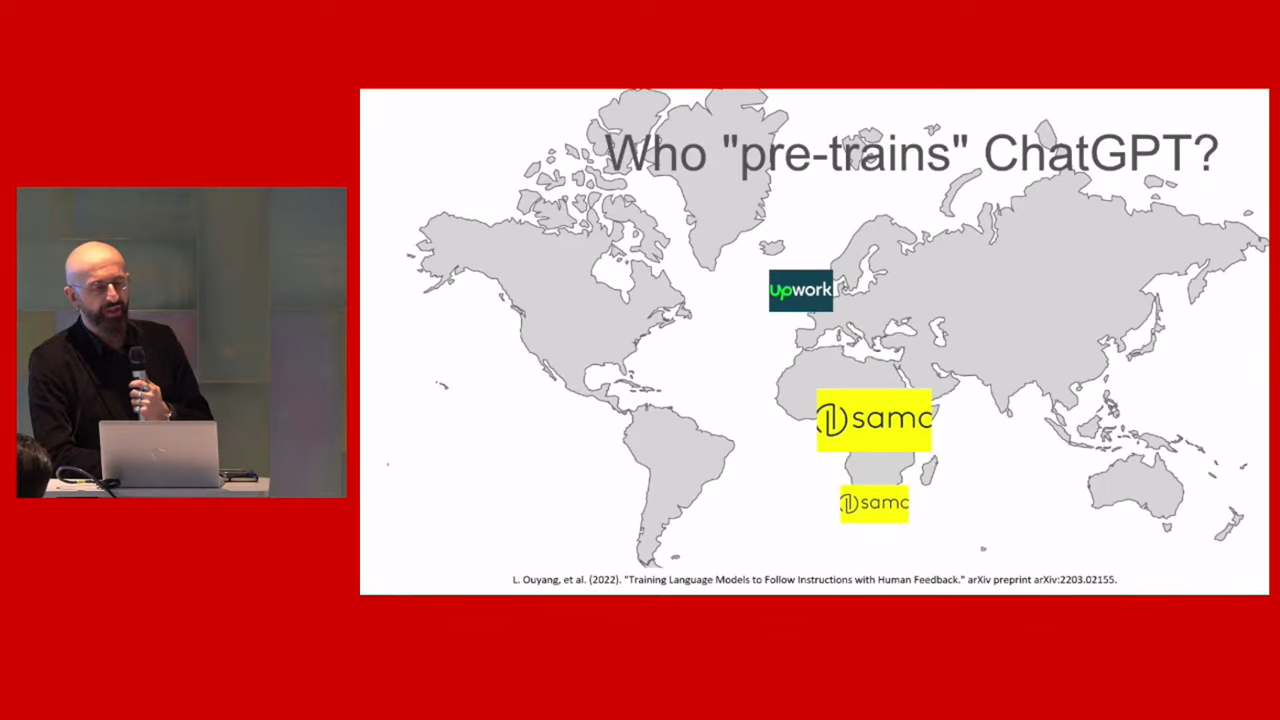 Who "pre-trains" ChatGPT?
upwork
sama
sama
L. Ouyang, et al. (2022). "Training Language Models to Follow Instructions with Human Feedback." arXiv preprint arXiv:2203.02155.